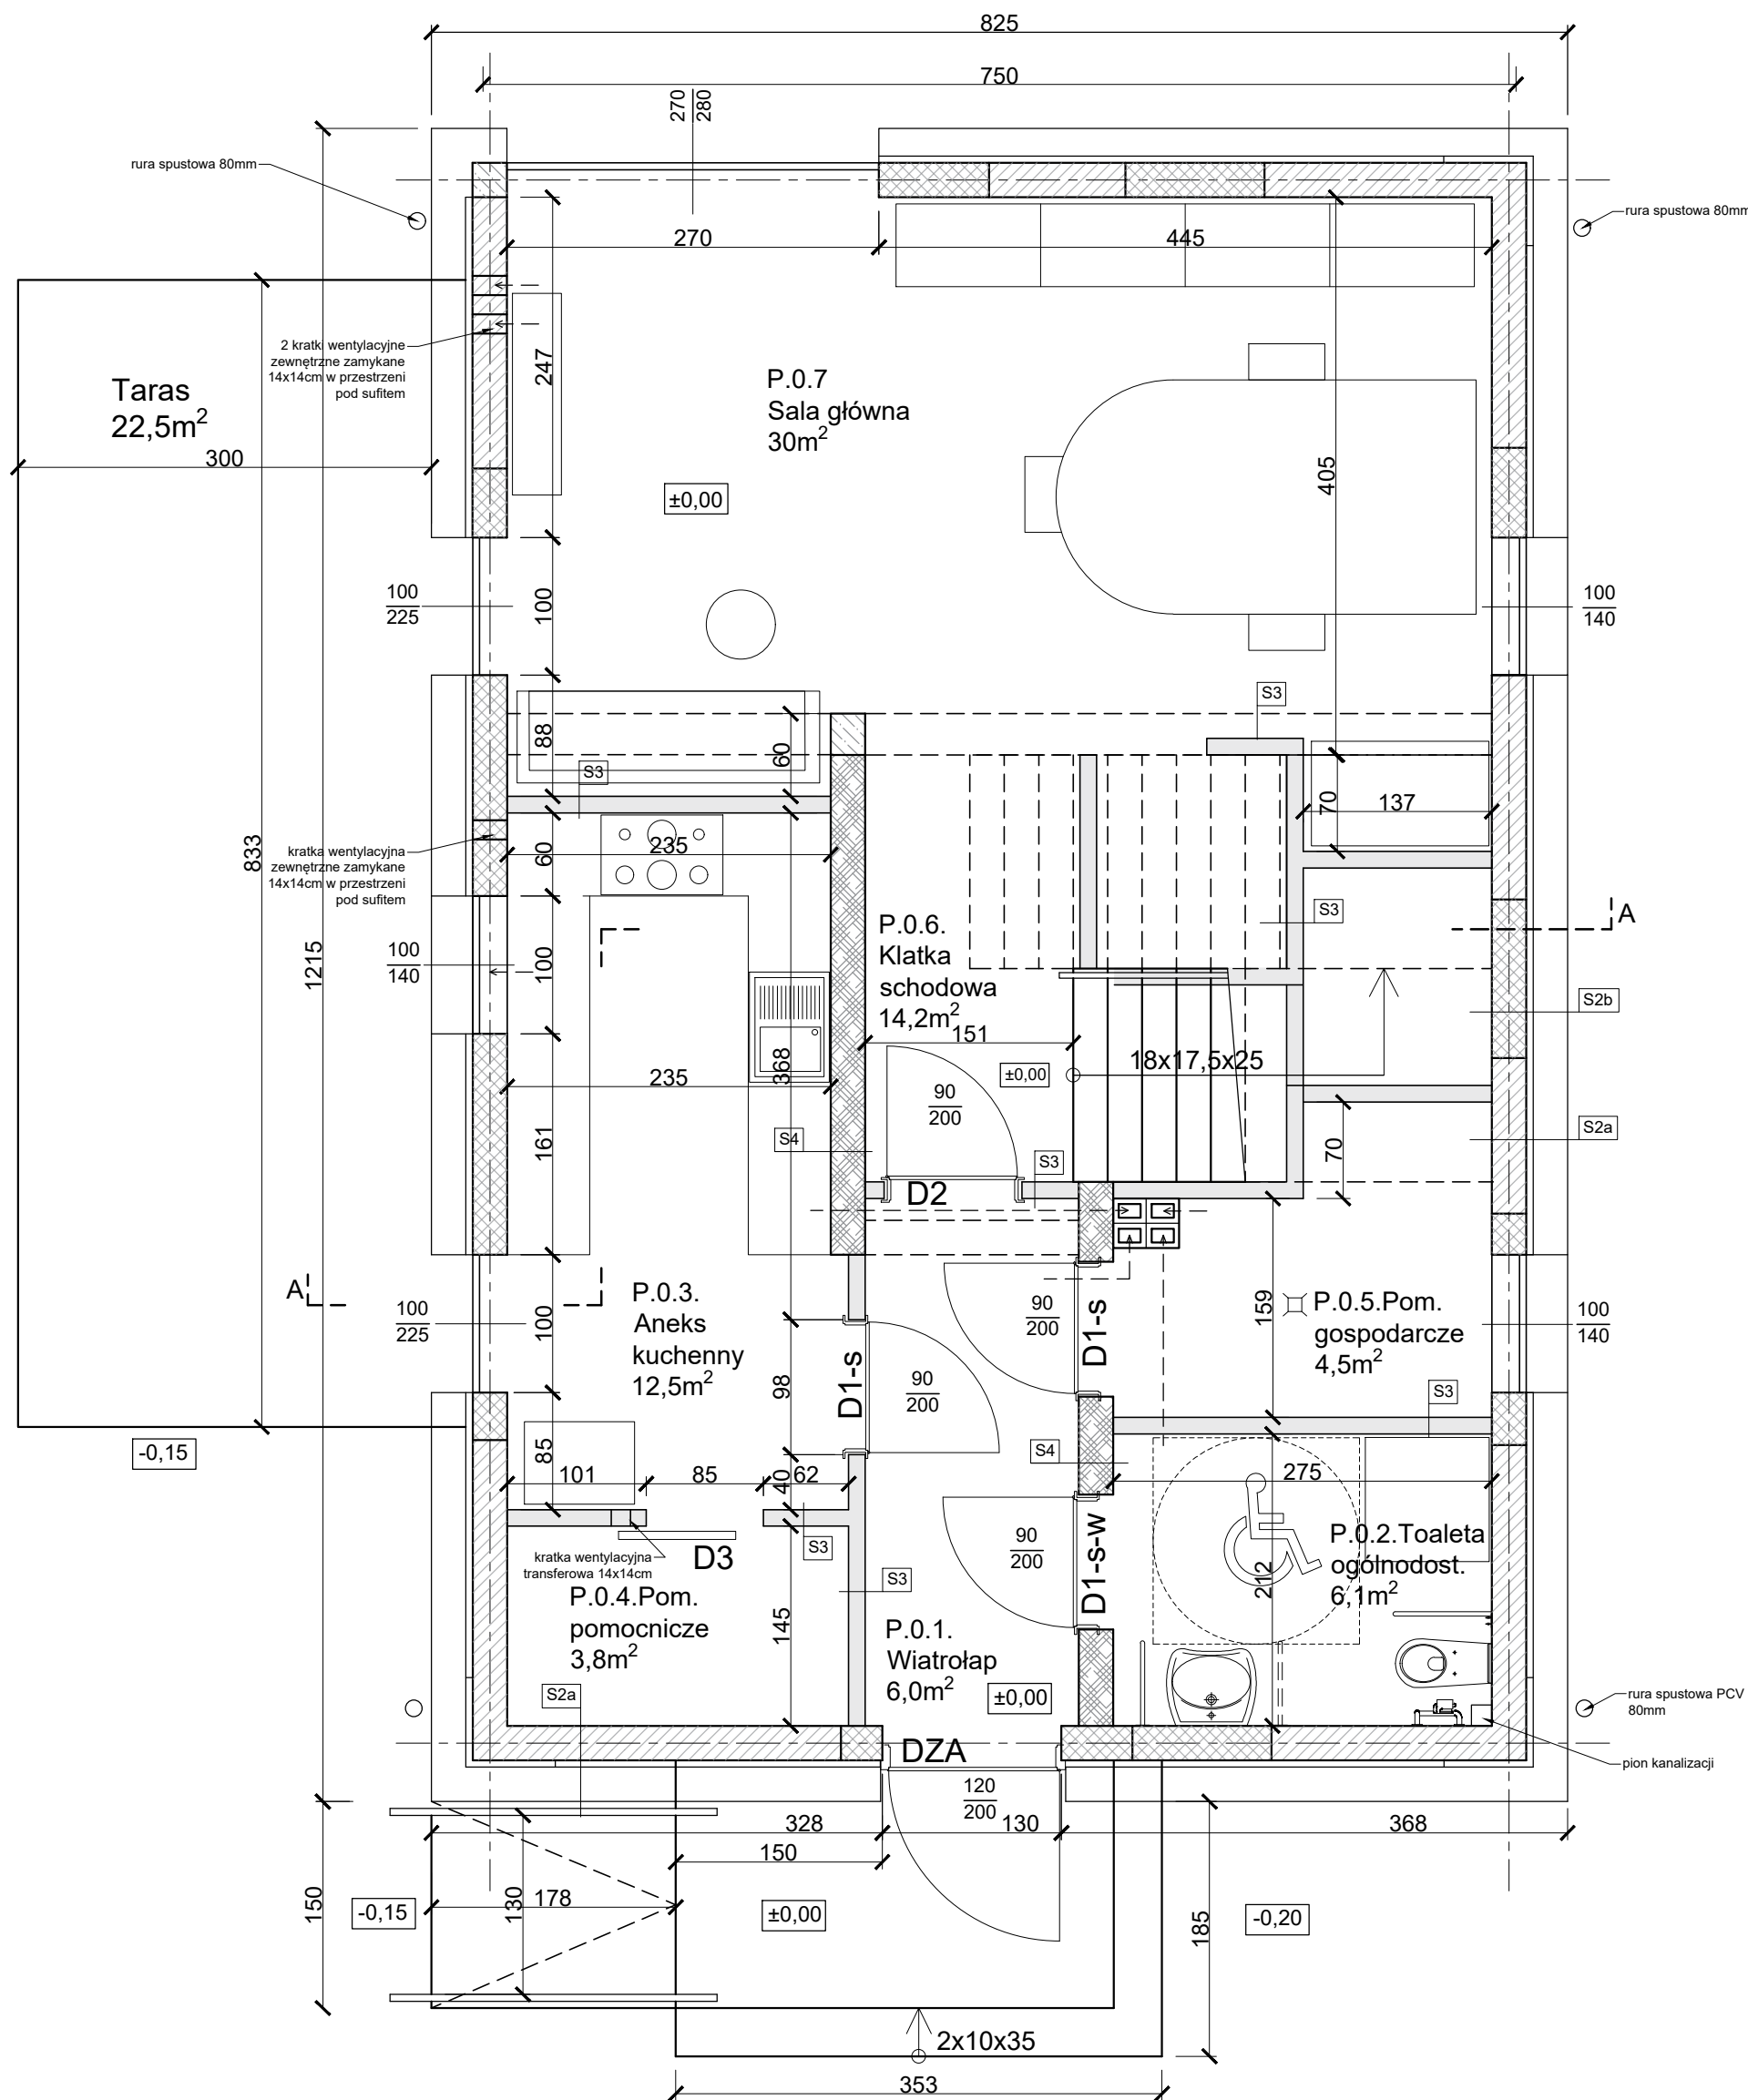 825
750
270
280
rura spustowa 80mm
rura spustowa 80mm
270
445
2 kratki wentylacyjne
zewnętrzne zamykane
14x14cm w przestrzeni
pod sufitem
247
Taras
22,5m2
300
P.0.7
Sala główna
30m2
405
±0,00
100
225
100
100
140
833
1215
S3
88
60
S3
70
137
kratka wentylacyjna
zewnętrzne zamykane
14x14cm w przestrzeni
pod sufitem
60
235
P.0.6.
Klatka
schodowa
14,2m2
S3
A
100
140
100
S2b
151
368
235
±0,00
18x17,5x25
90
200
161
S4
S3
70
S2a
D2
A
100
225
100
P.0.3.
Aneks
kuchenny
12,5m2
98
D1-s
90
200
90
200
D1-s
159
P.0.5.Pom.
gospodarcze
4,5m2
100
140
S3
-0,15
85
101
85
62
40
S4
275
kratka wentylacyjna
transferowa 14x14cm
D3
S3
90
200
D1-s-w
P.0.2.Toaleta
ogólnodost.
6,1m2
212
S3
P.0.4.Pom.
pomocnicze
3,8m2
145
P.0.1.
Wiatrołap
6,0m2
±0,00
S2a
rura spustowa PCV
80mm
DZA
pion kanalizacji
120
200
328
130
368
150
150
-0,15
130
178
±0,00
185
-0,20
2x10x35
353